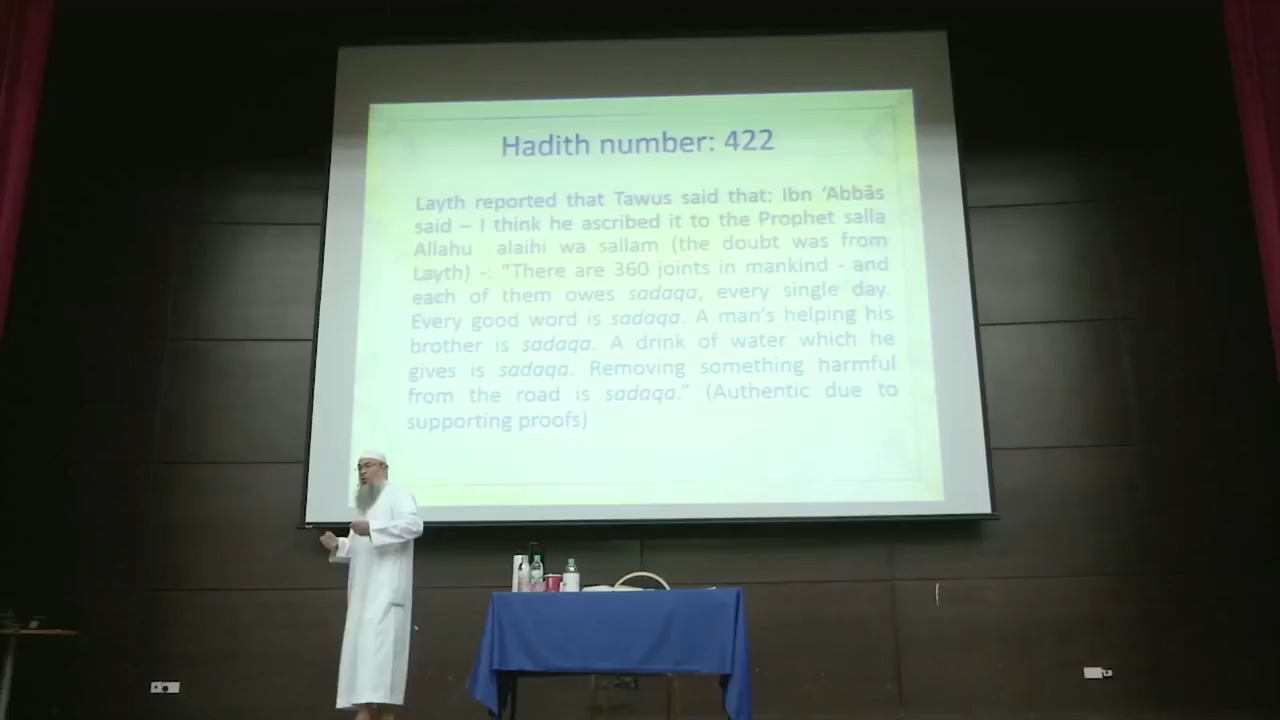 Hadith number: 422
Layth reported that Tawus said that: Ibn ‘Abbās
said – I think he ascribed it to the Prophet salla
Allahu alaihi wa sallam (the doubt was from
Layth) -: “There are 360 joints in mankind - and
each of them owes sadaqa, every single day.
Every good word is sadaqa. A man’s helping his
brother is sadaqa. A drink of water which he
gives is sadaqa. Removing something harmful
from the road is sadaqa.” (Authentic due to
supporting proofs)